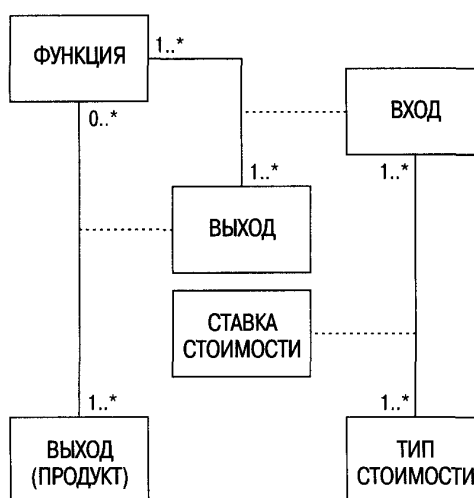 ФУНКЦИЯ
1..*
0..*
ВХОД
1..*
1..*
ВЫХОД
СТАВКА
СТОИМОСТИ
1..*
1..*
ВЫХОД
(ПРОДУКТ)
ТИП
СТОИМОСТИ